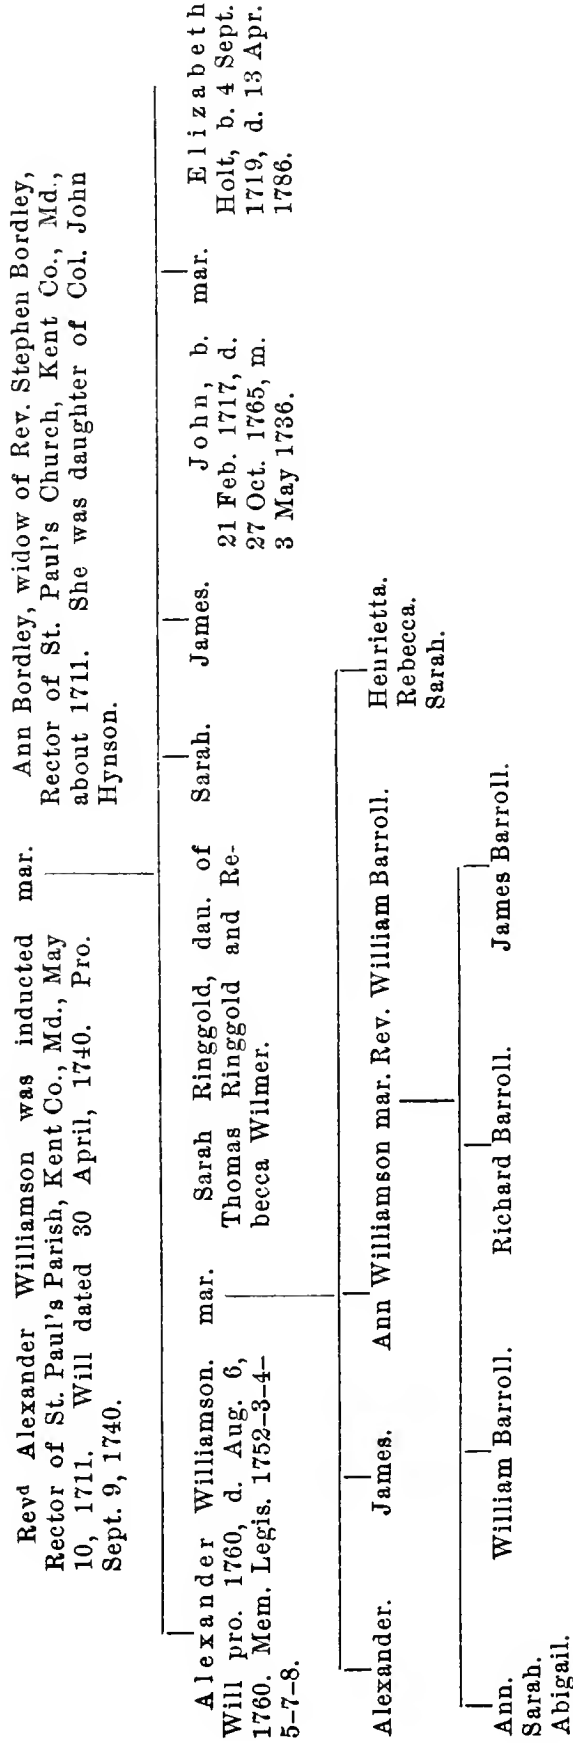 Rev<sup>d</sup> Alexander Williamson was inducted
Rector of St. Paul's Parish, Kent Co., Md., May
10, 1711. Will dated 30 April, 1740. Pro.
Sept. 9, 1740.
mar.
Ann Bordley, widow of Rev. Stephen Bordley,
Rector of St. Paul's Church, Kent Co., Md.,
about 1711. She was daughter of Col. John
Hynson.
Alexander Williamson.
Will pro. 1760, d. Aug. 6,
1760. Mem. Legis. 1752-3-4-
5-7-8.
mar.
Sarah Ringgold, dau. of
Thomas Ringgold and Re-
becca Wilmer.
Sarah.
James.
John, b.
21 Feb. 1717, d.
27 Oct. 1765, m.
3 May 1736.
mar.
Elizabeth
Holt, b. 4 Sept.
1719, d. 13 Apr.
1786.
Alexander.
James.
Ann Williamson mar. Rev. William Barroll.
Henrietta.
Rebecca.
Sarah.
Ann.
Sarah.
Abigail.
William Barroll.
Richard Barroll.
James Barroll.